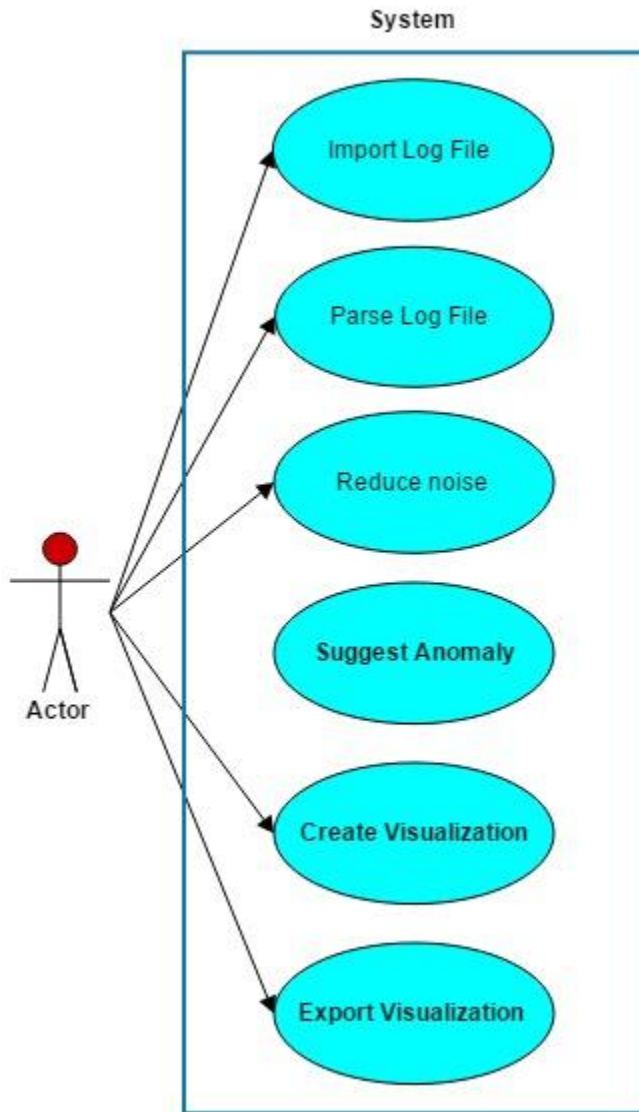 System
Import Log File
Parse Log File
Reduce noise
Suggest Anomaly
Actor
Create Visualization
Export Visualization